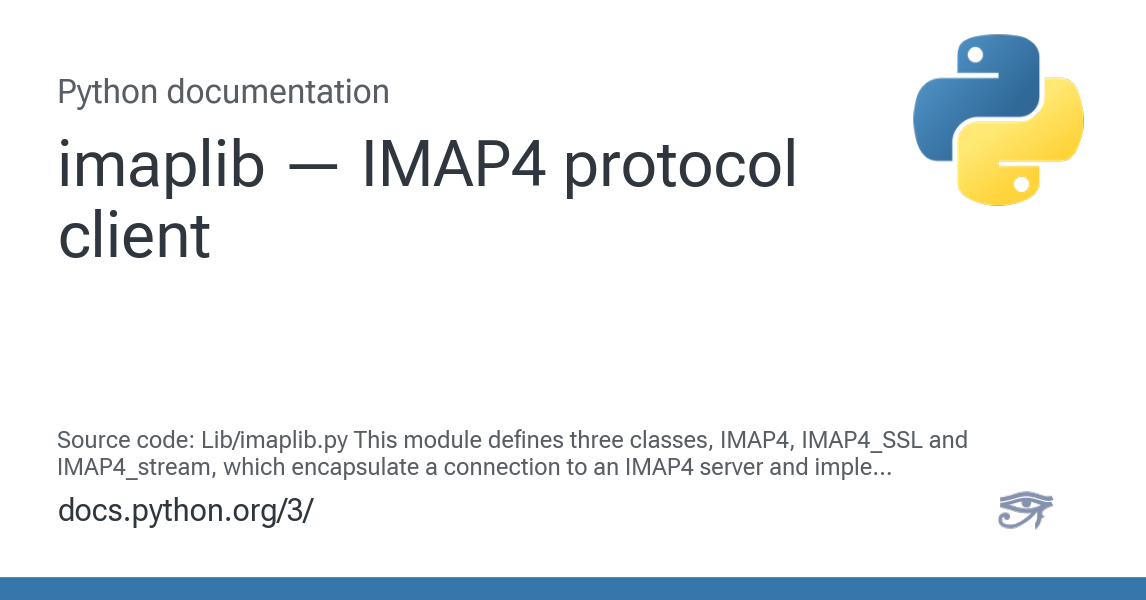 Python documentation
imaplib — IMAP4 protocol
client
Source code: Lib/imaplib.py This module defines three classes, IMAP4, IMAP4_SSL and
IMAP4_stream, which encapsulate a connection to an IMAP4 server and imple...
docs.python.org/3/